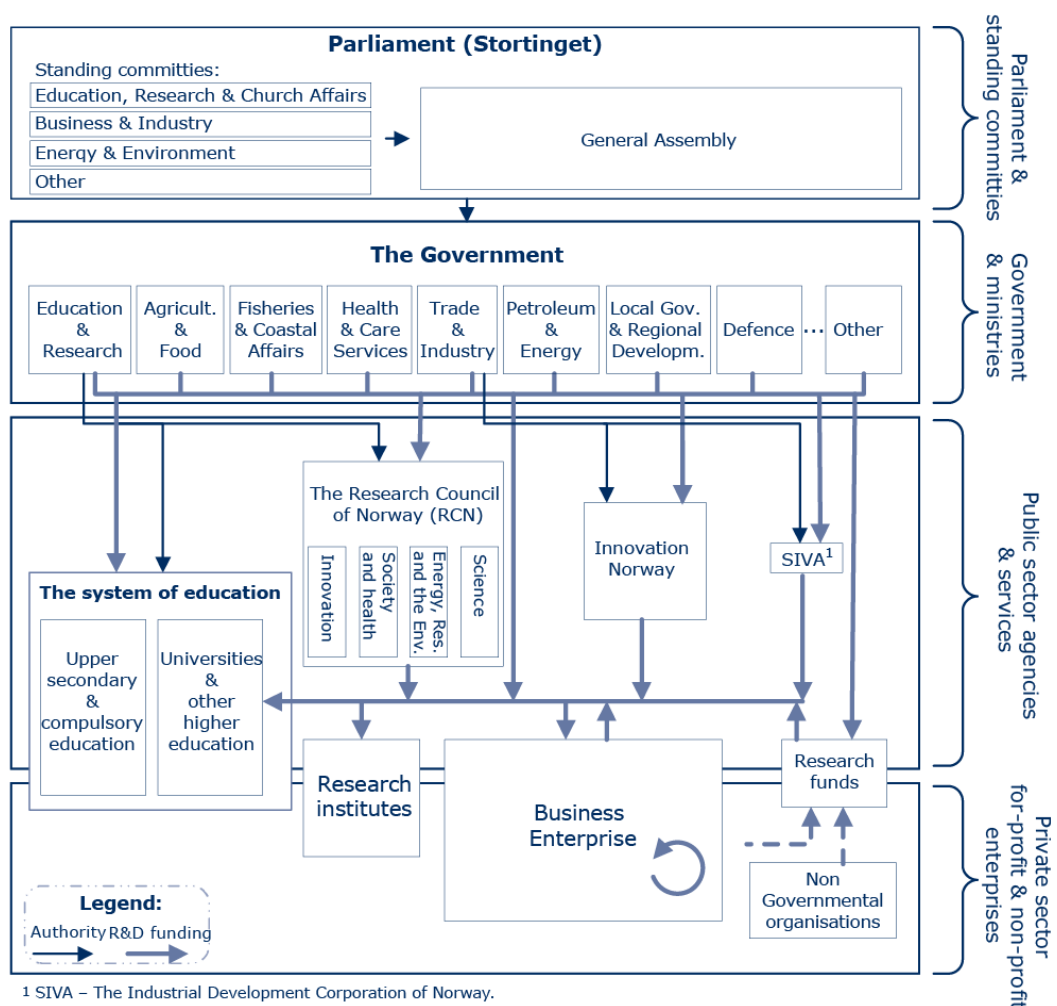 Parliament (Stortinget)
Standing committies:
Education, Research & Church Affairs
Business & Industry
Energy & Environment
Other
General Assembly
Parliament &
standing committies
The Government
Education
&
Research
Agricult.
&
Food
Fisheries
& Coastal
Affairs
Health
& Care
Services
Trade
&
Industry
Petroleum
&
Energy
Local Gov.
& Regional
Developm.
Defence
...
Other
Government
& ministries
The Research Council
of Norway (RCN)
Innovation
Society
and health
Energy, Res.
and the Env.
Science
Innovation
Norway
SIVA¹
The system of education
Upper
secondary
&
compulsory
education
Universities
&
other
higher
education
Public sector agencies
& services
Research
institutes
Business
Enterprise
Research
funds
Non
Governmental
organisations
Private sector
for-profit & non-profit
enterprises
Legend:
Authority
R&D funding
¹ SIVA – The Industrial Development Corporation of Norway.